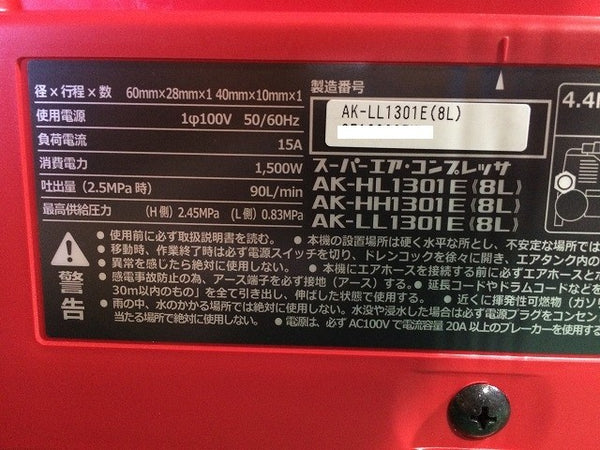 径×行程×数 60mm×28mm×1 40mm×10mm×1
使用電源 1φ100V 50/60Hz
負荷電流 15A
消費電力 1,500W
吐出量（2.5MPa時） 90L/min
最高供給圧力 （H側）2.45MPa （L側）0.83MPa
製造番号
AK-LL1301E(8L)
スーパーエア・コンプレッサ
AK-HL1301E(8L)
AK-HH1301E(8L)
AK-LL1301E(8L)
4.4
警告
●使用前に必ず取扱説明書を読む。 ●本機の設置場所は硬く水平な所とし、不安定な場所では
●移動時、作業終了時は必ず電源スイッチを切り、ドレンコックを徐々に開き、エアタンク内の
●異常を感じたら絶対に使用しない。 ●本機にエアホースを接続する前に必ずエアホースと
●感電事故防止の為、アース端子を必ず接地（アース）する。●延長コードやドラムコードなどを
30m以内のもの」を全て引き出し、伸ばした状態で使用する。 ●近くに揮発性可燃物（ガソリ
●雨の中、水のかかる場所では絶対に使用しない。水没や浸水した場合は必ず電源プラグをコンセン
当たる場所で絶対に使用しない。 ●電源は、必ずAC100Vで電流容量20A以上のブレーカーを使用する